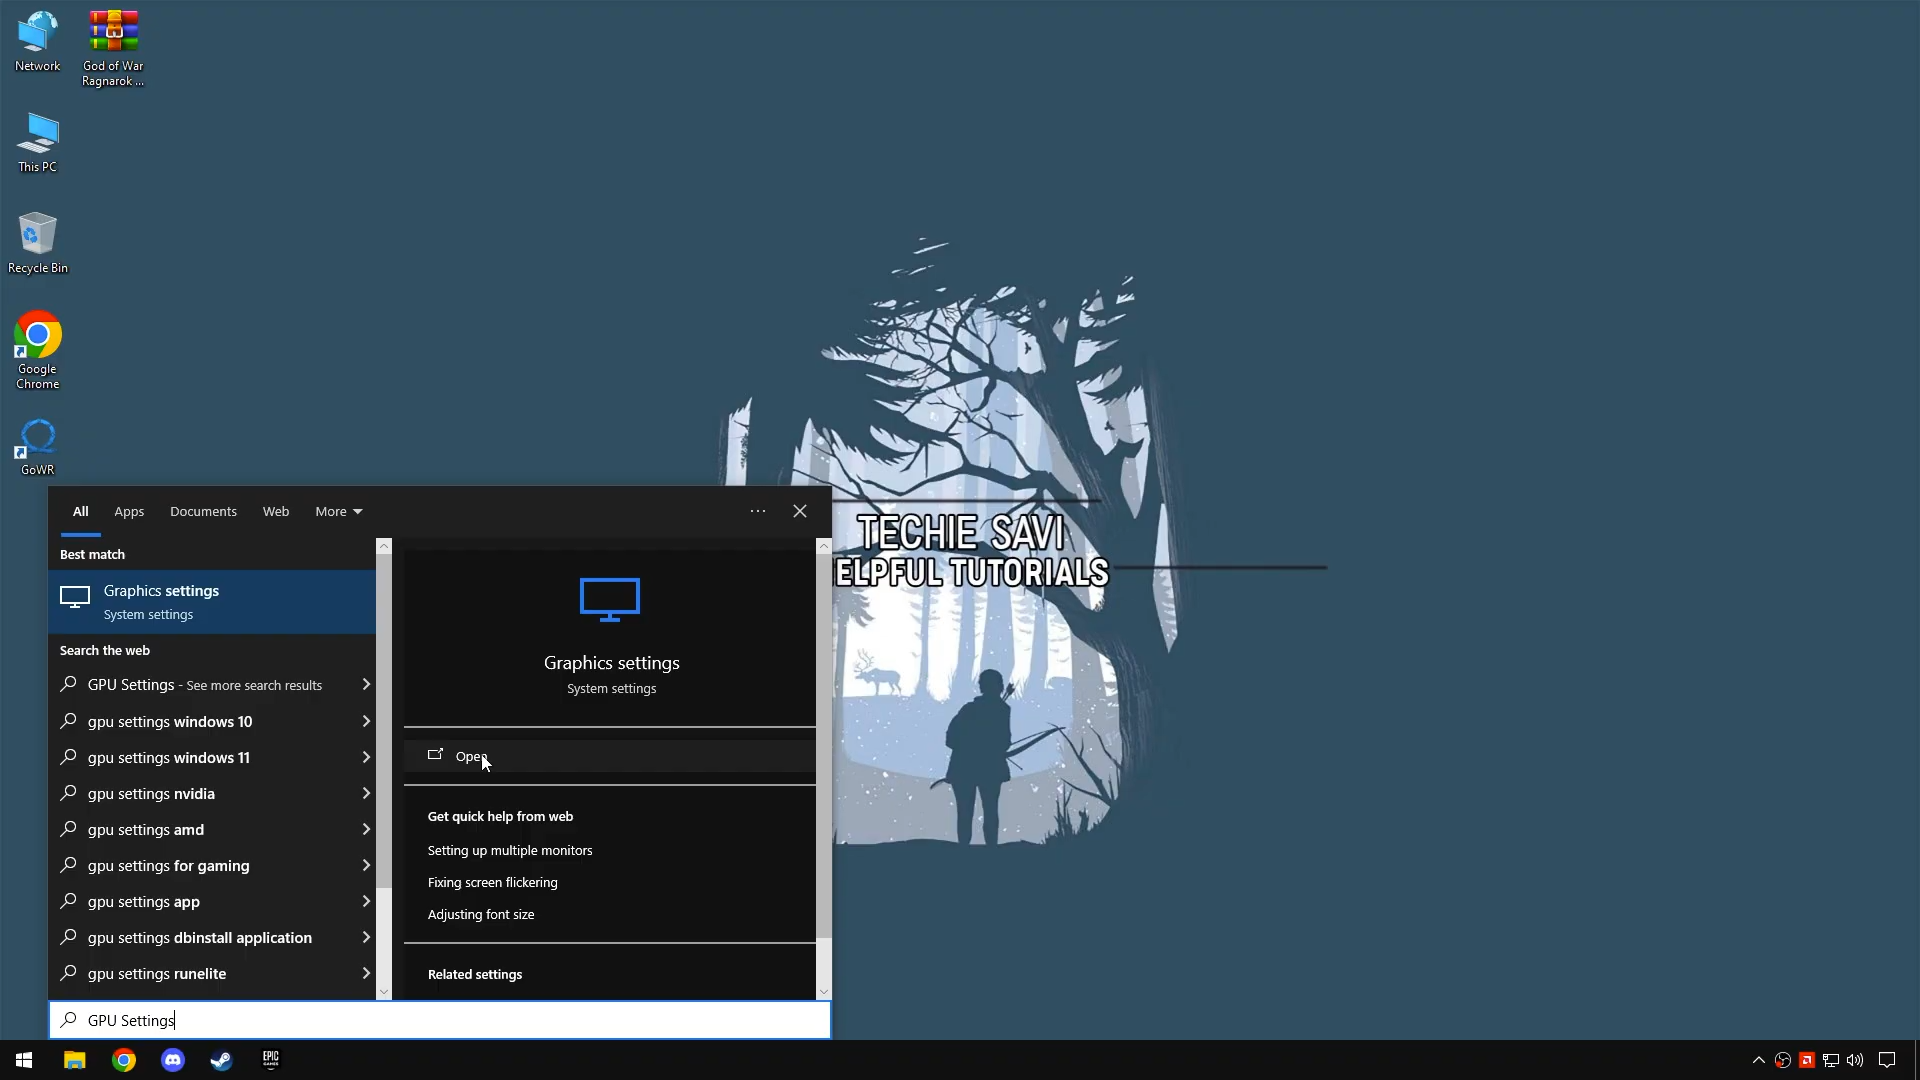 Network
God of War
Ragnarok ...
This PC
Recycle Bin
Google
Chrome
GoWR
All
Apps
Documents
Web
More
Best match
Graphics settings
System settings
Search the web
GPU Settings - See more search results
gpu settings windows 10
gpu settings windows 11
gpu settings nvidia
gpu settings amd
gpu settings for gaming
gpu settings app
gpu settings dbinstall application
gpu settings runelite
Graphics settings
System settings
Open
Get quick help from web
Setting up multiple monitors
Fixing screen flickering
Adjusting font size
Related settings
GPU Settings
TECHIE SAVI
ELPFUL TUTORIALS
EPIC
GAMES